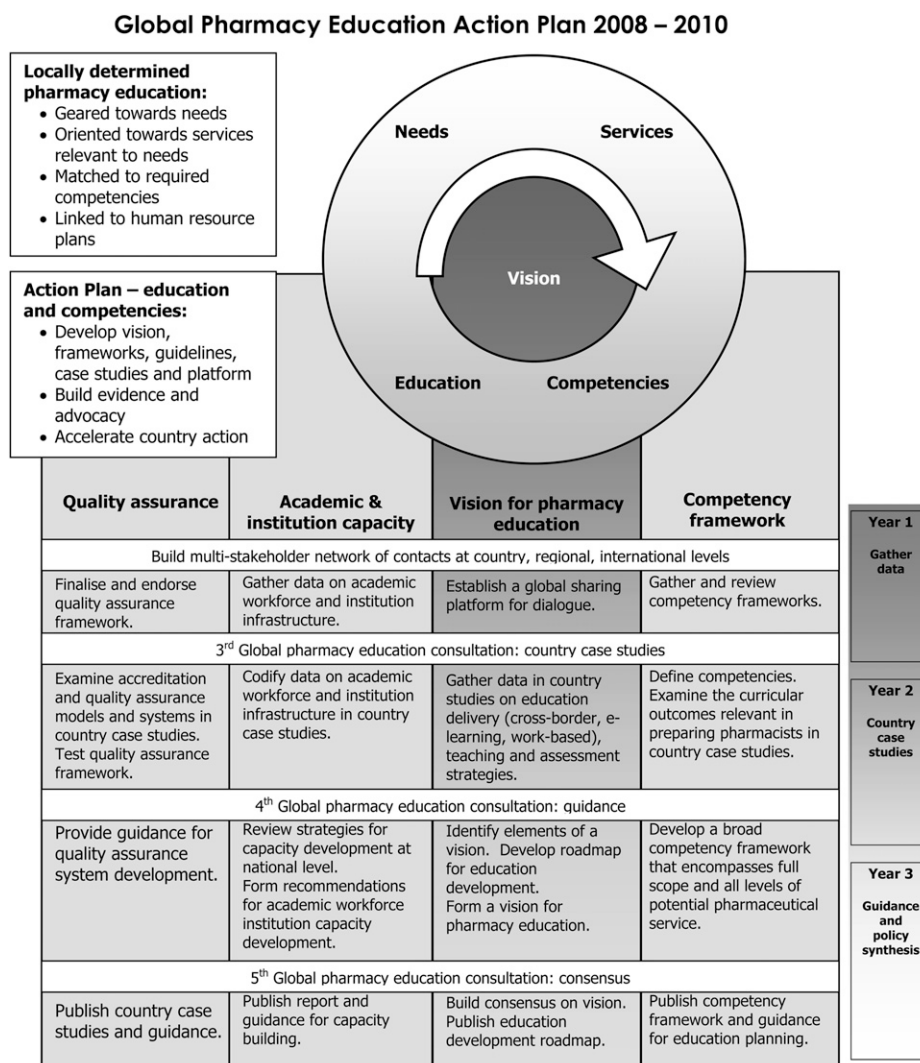 Global Pharmacy Education Action Plan 2008 – 2010
Locally determined
pharmacy education:
• Geared towards needs
• Oriented towards services
relevant to needs
• Matched to required
competencies
• Linked to human resource
plans
Needs
Services
Vision
Education
Competencies
Action Plan – education
and competencies:
• Develop vision,
frameworks, guidelines,
case studies and platform
• Build evidence and
advocacy
• Accelerate country action
Quality assurance
Academic &
institution capacity
Vision for pharmacy
education
Competency
framework
Build multi-stakeholder network of contacts at country, regional, international levels
Finalise and endorse
quality assurance
framework.
Gather data on academic
workforce and institution
infrastructure.
Establish a global sharing
platform for dialogue.
Gather and review
competency frameworks.
3rd Global pharmacy education consultation: country case studies
Examine accreditation
and quality assurance
models and systems in
country case studies.
Test quality assurance
framework.
Codify data on academic
workforce and institution
infrastructure in country
case studies.
Gather data in country
studies on education
delivery (cross-border, e-
learning, work-based),
teaching and assessment
strategies.
Define competencies.
Examine the curricular
outcomes relevant in
preparing pharmacists in
country case studies.
4th Global pharmacy education consultation: guidance
Provide guidance for
quality assurance
system development.
Review strategies for
capacity development at
national level.
Form recommendations
for academic workforce
institution capacity
development.
Identify elements of a
vision. Develop roadmap
for education
development.
Form a vision for
pharmacy education.
Develop a broad
competency framework
that encompasses full
scope and all levels of
potential pharmaceutical
service.
5th Global pharmacy education consultation: consensus
Publish country case
studies and guidance.
Publish report and
guidance for capacity
building.
Build consensus on vision.
Publish education
development roadmap.
Publish competency
framework and guidance
for education planning.
Year 1
Gather
data
Year 2
Country
case
studies
Year 3
Guidance
and
policy
synthesis